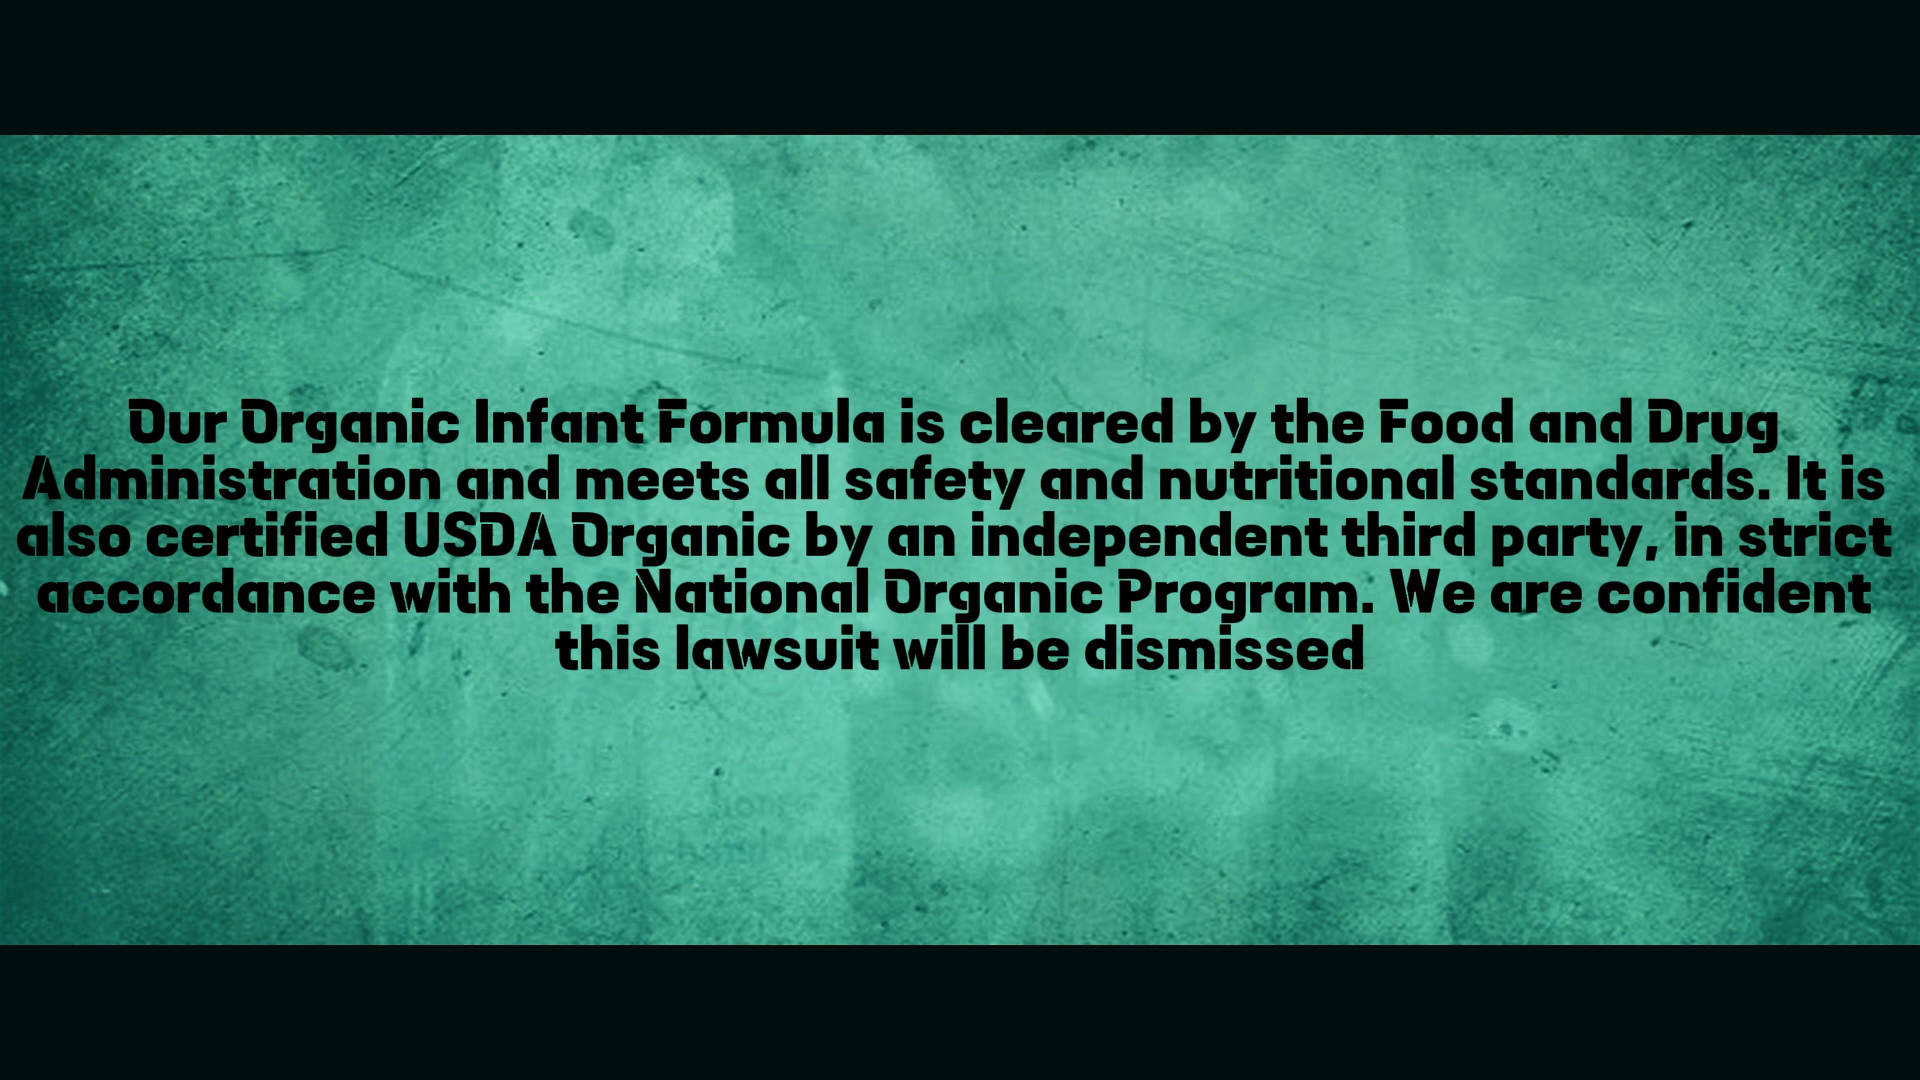 Our Organic Infant Formula is cleared by the Food and Drug
Administration and meets all safety and nutritional standards. It is
also certified USDA Organic by an independent third party, in strict
accordance with the National Organic Program. We are confident
this lawsuit will be dismissed